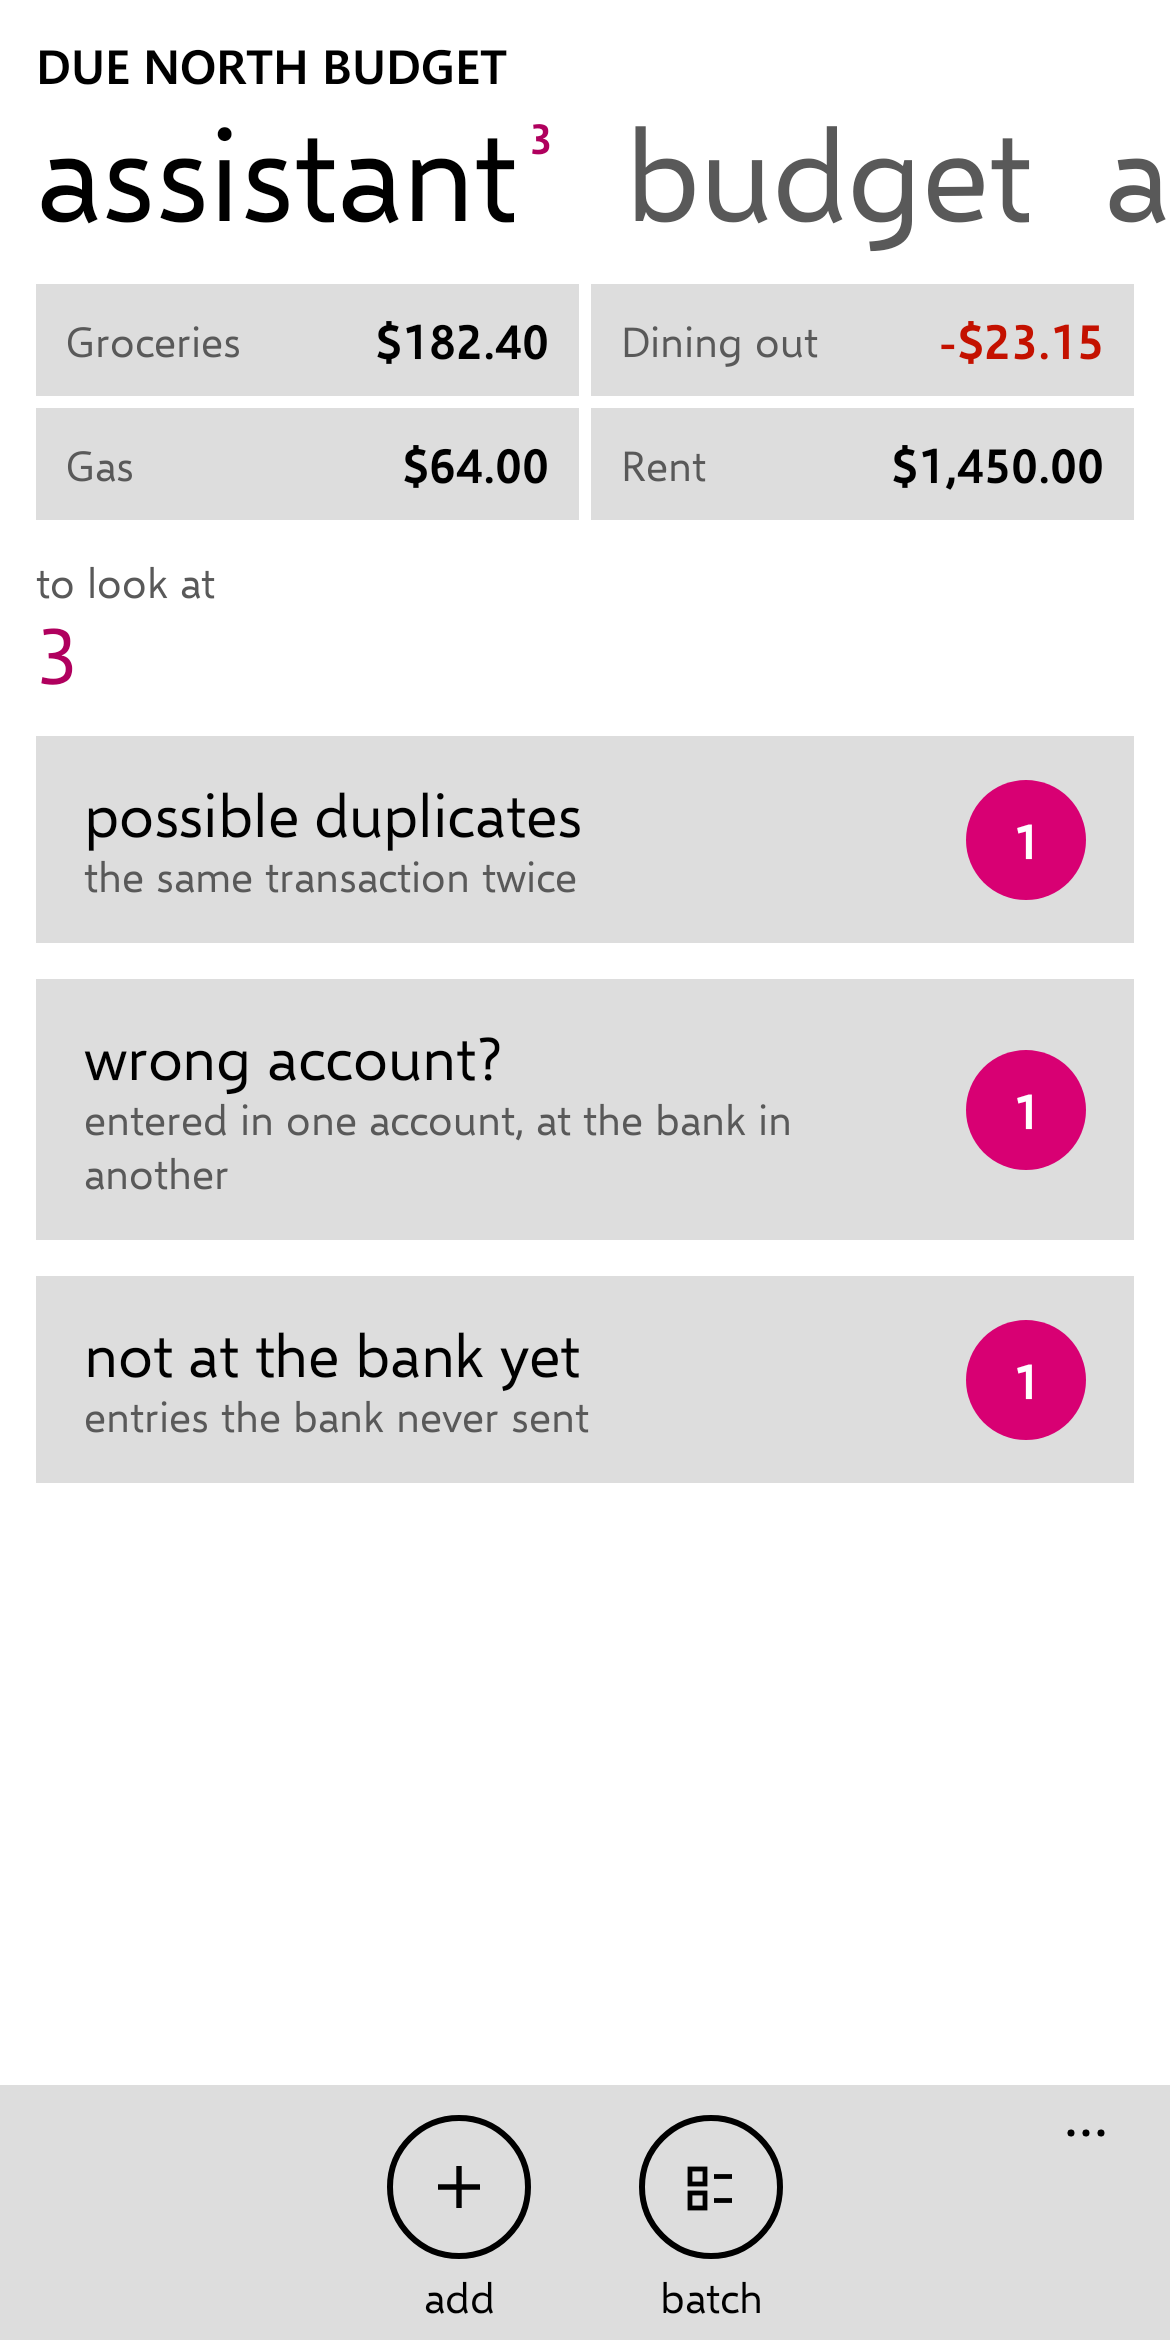 DUE NORTH BUDGET
assistant 3 budget a
Groceries $182.40 Dining out -$23.15
Gas $64.00 Rent $1,450.00
to look at
3
possible duplicates
the same transaction twice
1
wrong account?
entered in one account, at the bank in
another
1
not at the bank yet
entries the bank never sent
1
add batch